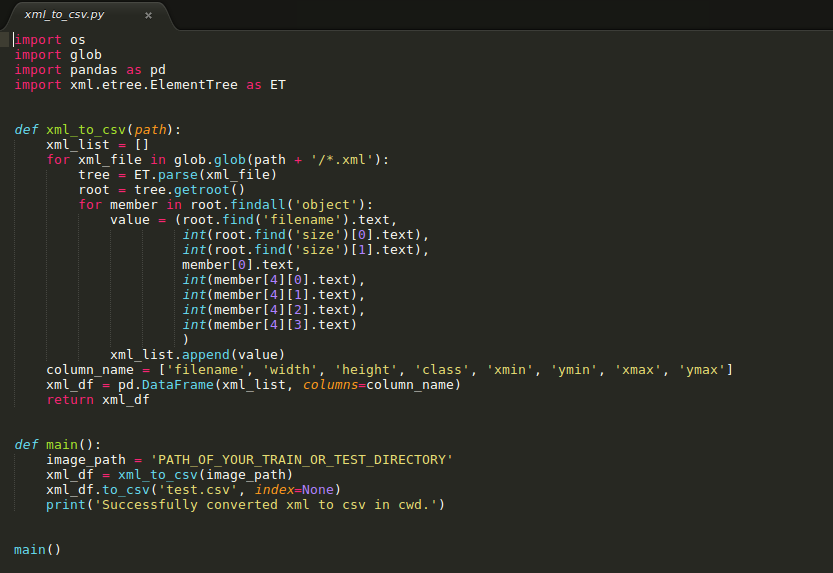 xml_to_csv.py ×
import os
import glob
import pandas as pd
import xml.etree.ElementTree as ET
def xml_to_csv(path):
    xml_list = []
    for xml_file in glob.glob(path + '/*.xml'):
        tree = ET.parse(xml_file)
        root = tree.getroot()
        for member in root.findall('object'):
            value = (root.find('filename').text,
                     int(root.find('size')[0].text),
                     int(root.find('size')[1].text),
                     member[0].text,
                     int(member[4][0].text),
                     int(member[4][1].text),
                     int(member[4][2].text),
                     int(member[4][3].text)
                     )
            xml_list.append(value)
    column_name = ['filename', 'width', 'height', 'class', 'xmin', 'ymin', 'xmax', 'ymax']
    xml_df = pd.DataFrame(xml_list, columns=column_name)
    return xml_df
def main():
    image_path = 'PATH_OF_YOUR_TRAIN_OR_TEST_DIRECTORY'
    xml_df = xml_to_csv(image_path)
    xml_df.to_csv('test.csv', index=None)
    print('Successfully converted xml to csv in cwd.')
main()